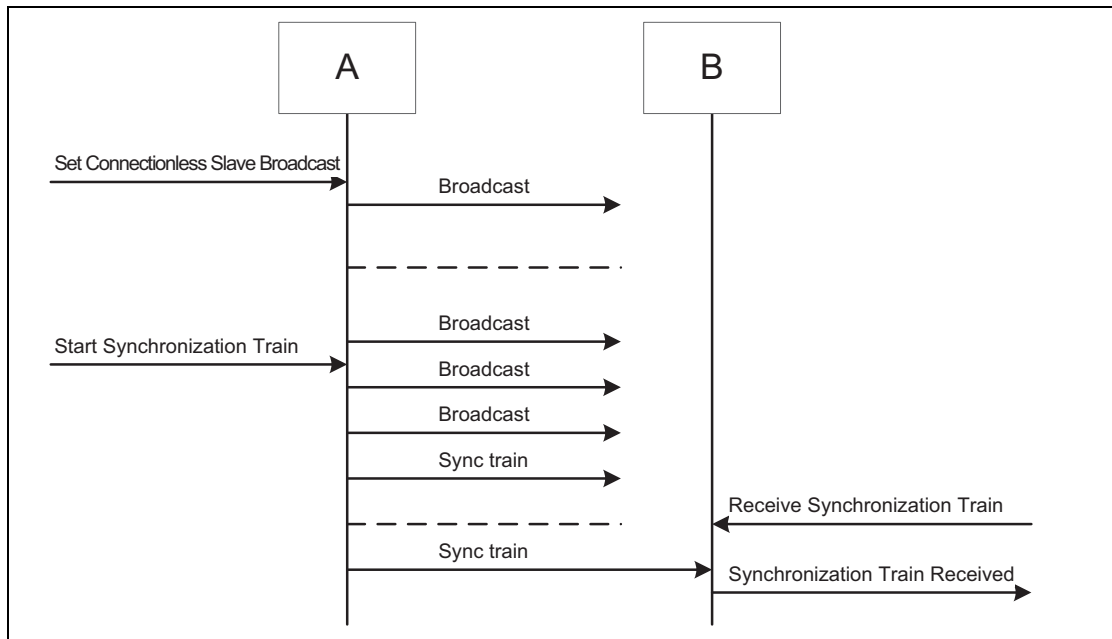 A
B
Set Connectionless Slave Broadcast
Broadcast
Broadcast
Start Synchronization Train
Broadcast
Broadcast
Sync train
Receive Synchronization Train
Sync train
Synchronization Train Received